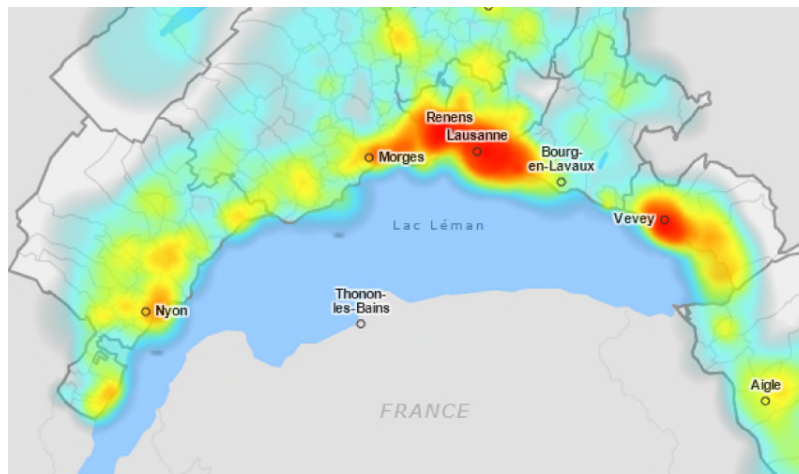 Renens
Lausanne
Morges
Bourg-
en-Lavaux
Vevey
Lac Léman
Thonon-
les-Bains
Nyon
Aigle
FRANCE